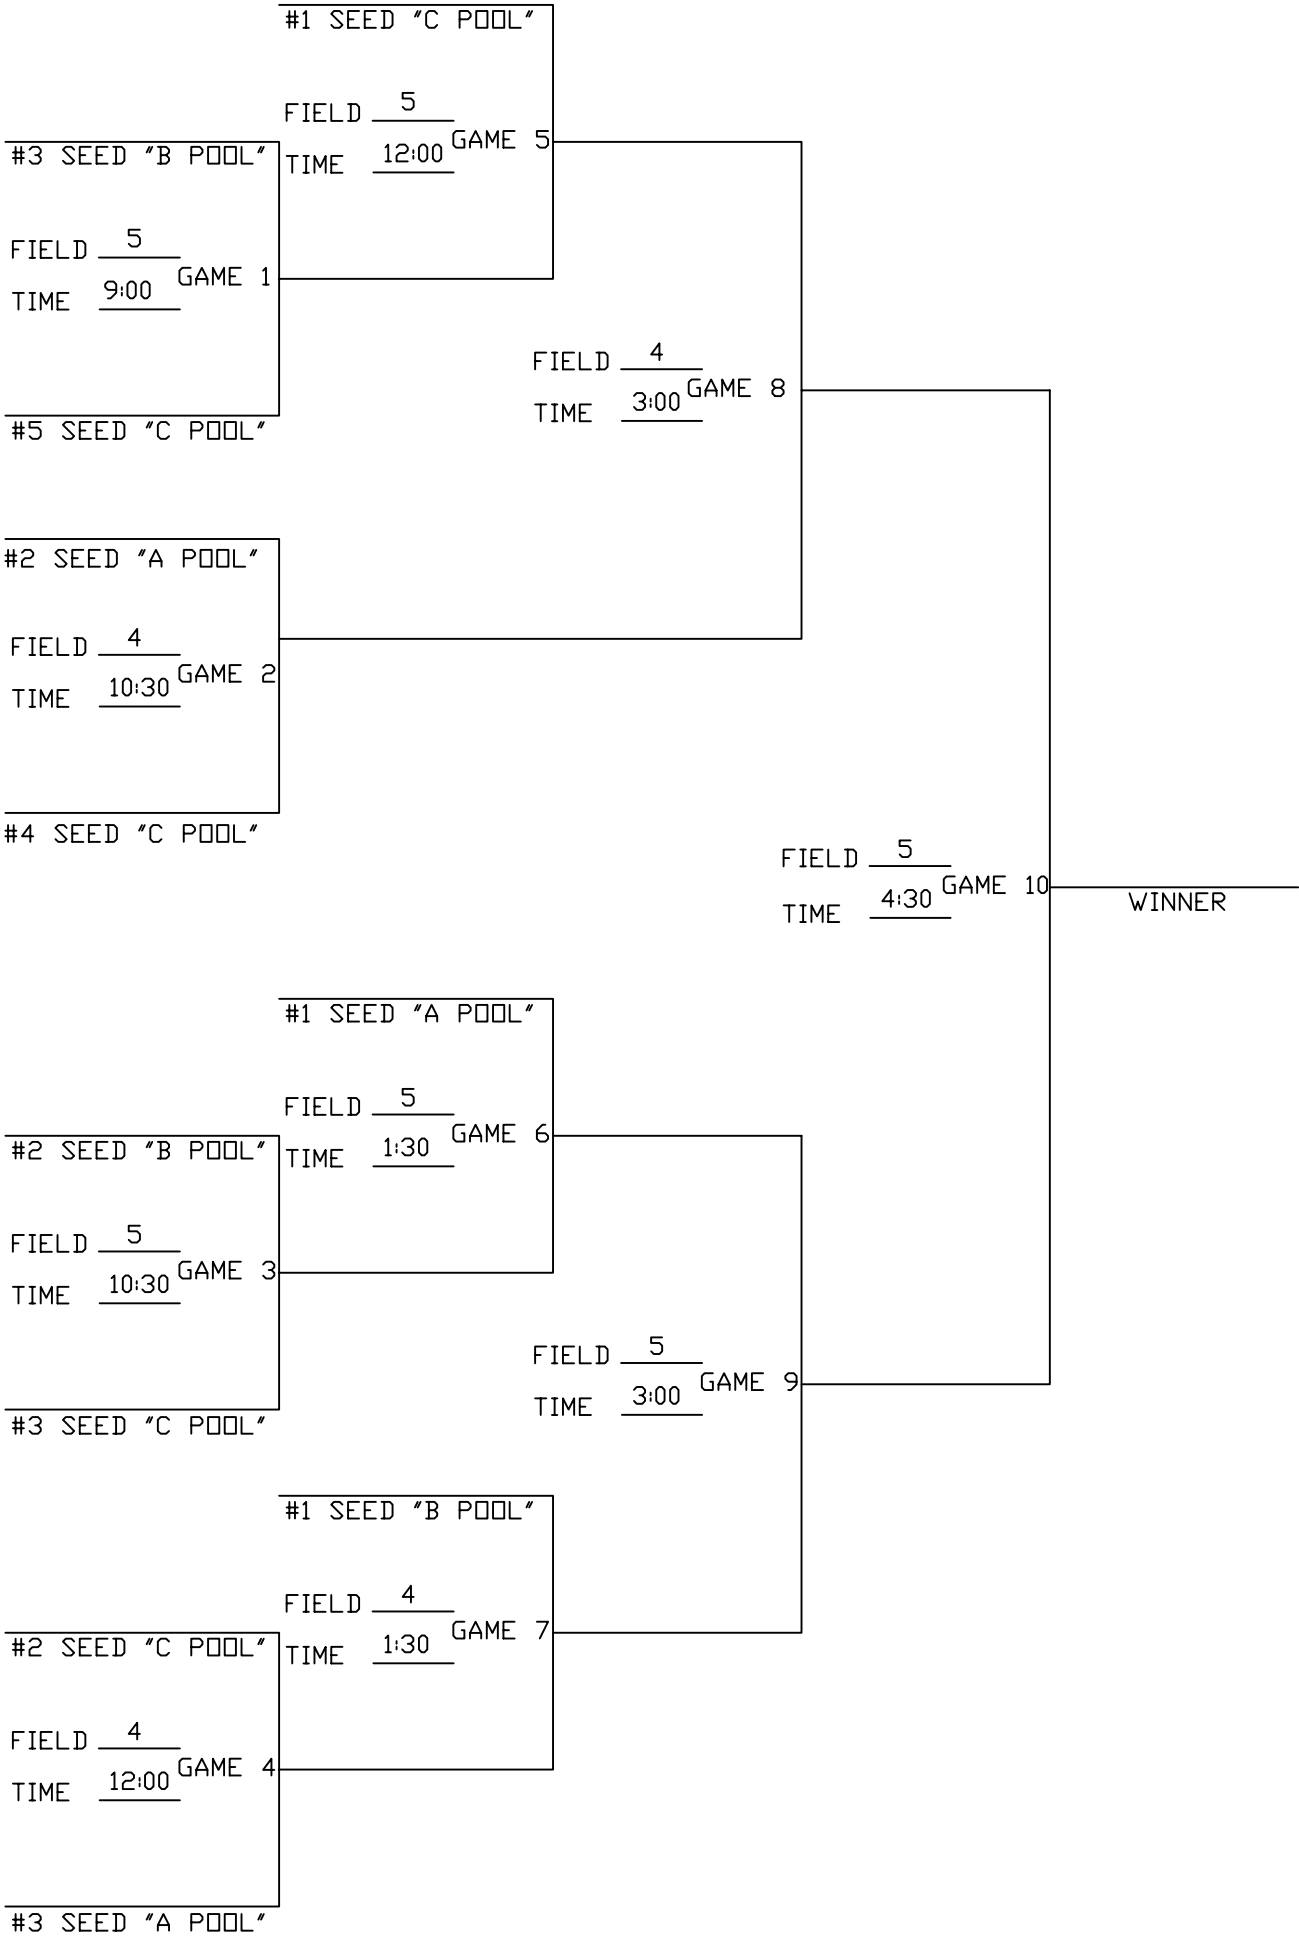 #1 SEED "C POOL"
FIELD 5
GAME 5
TIME 12:00
#3 SEED "B POOL"
FIELD 5
GAME 1
TIME 9:00
#5 SEED "C POOL"
FIELD 4
GAME 8
TIME 3:00
#2 SEED "A POOL"
FIELD 4
GAME 2
TIME 10:30
#4 SEED "C POOL"
FIELD 5
GAME 10
TIME 4:30
WINNER
#1 SEED "A POOL"
FIELD 5
GAME 6
TIME 1:30
#2 SEED "B POOL"
FIELD 5
GAME 3
TIME 10:30
#3 SEED "C POOL"
FIELD 5
GAME 9
TIME 3:00
#1 SEED "B POOL"
FIELD 4
GAME 7
TIME 1:30
#2 SEED "C POOL"
FIELD 4
GAME 4
TIME 12:00
#3 SEED "A POOL"